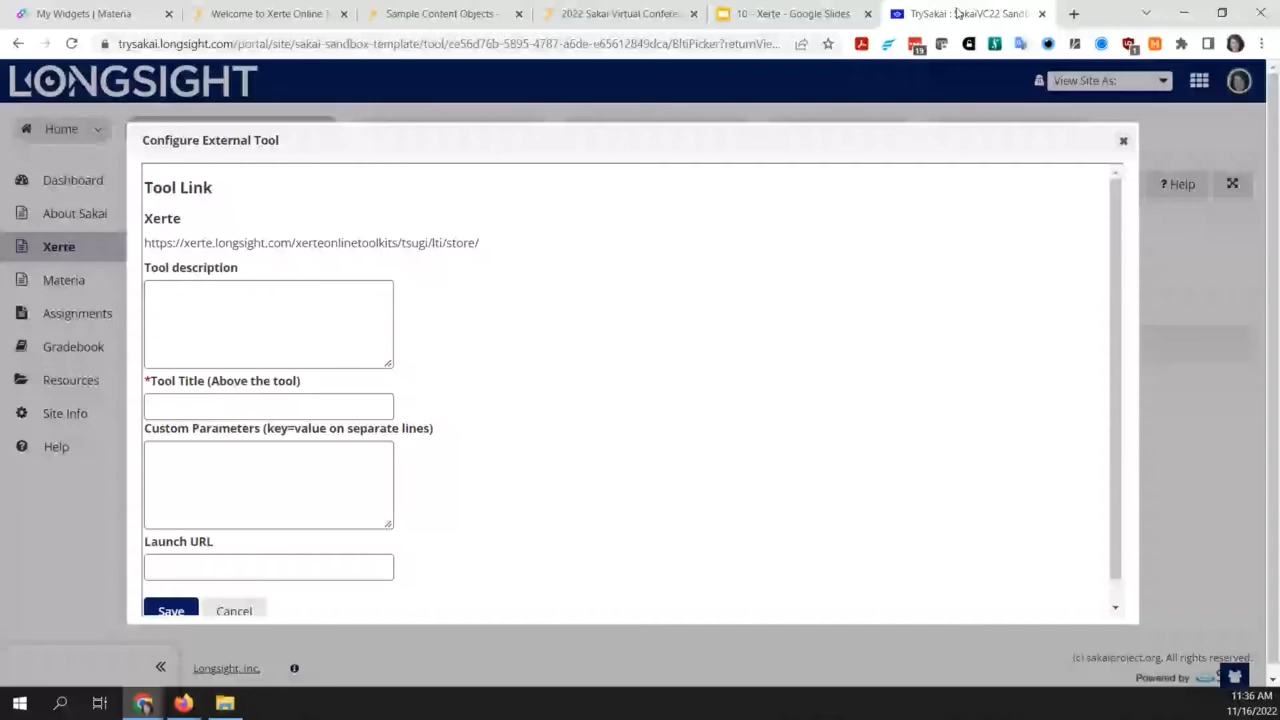 My Widgets | Materia
Welcome to Xerte Online T
Sample Content Objects -
2022 Sakai Virtual Confere
10 - Xerte - Google Slides
TrySakai : SakaiVC22 Sandb
trysakai.longsight.com/portal/site/sakai-sandbox-template/tool/ce56d76b-5895-4787-a6de-e65612849dca/BltiPicker?returnVie...
19
1
LONGSIGHT
View Site As:
Home
Configure External Tool
Tool Link
Dashboard
? Help
About Sakai
Xerte
Xerte
https://xerte.longsight.com/xerteonlinetoolkits/tsugi/lti/store/
Tool description
Materia
Assignments
Gradebook
Resources
*Tool Title (Above the tool)
Site Info
Custom Parameters (key=value on separate lines)
Help
Launch URL
Save
Cancel
Longsight, Inc.
(c) sakaiproject.org. All rights reserved.
Powered by
11:36 AM
11/16/2022